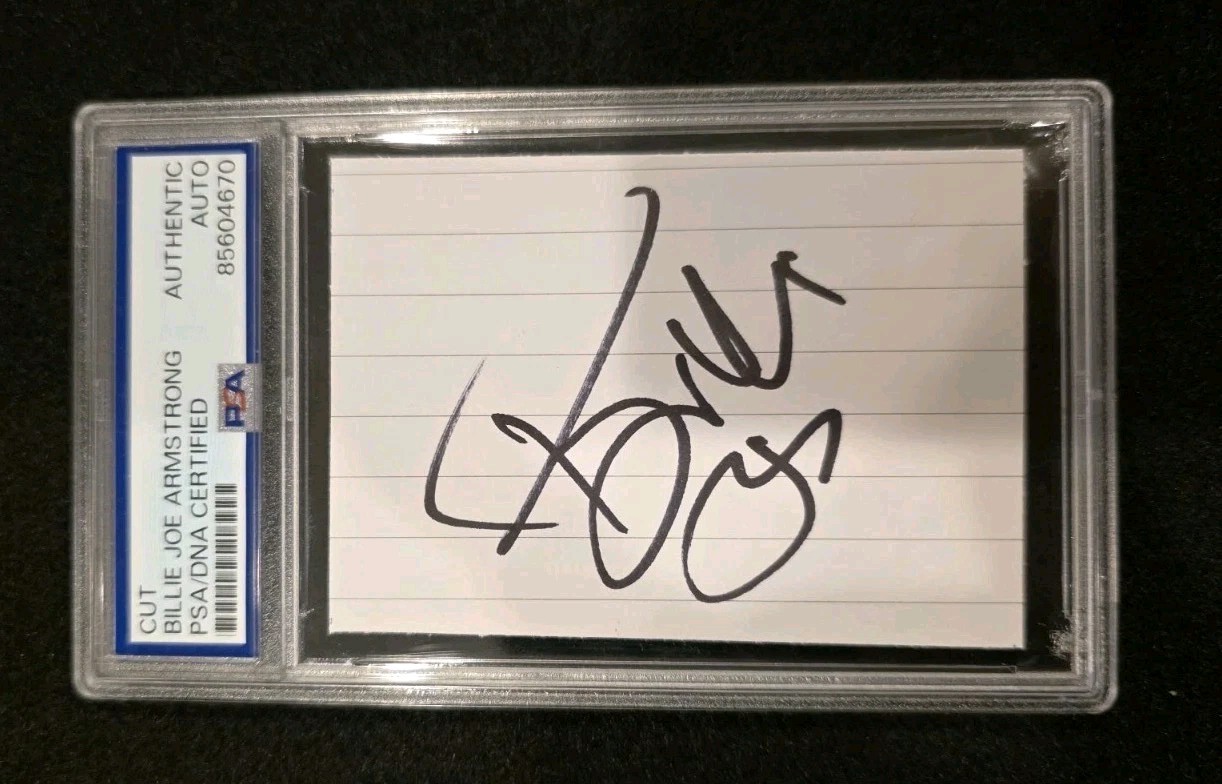 CUT AUTHENTIC
BILLIE JOE ARMSTRONG AUTO
PSA/DNA CERTIFIED 85604670
PSA